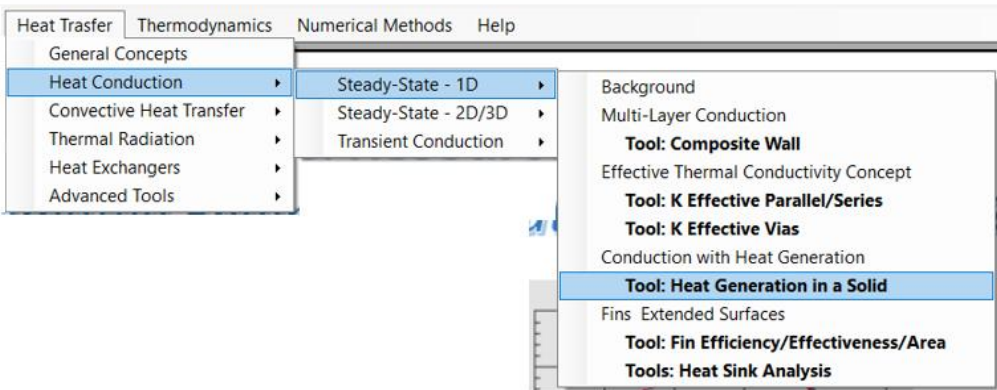 Heat Trasfer Thermodynamics Numerical Methods Help
General Concepts
Heat Conduction
Convective Heat Transfer
Thermal Radiation
Heat Exchangers
Advanced Tools
Steady-State - 1D
Steady-State - 2D/3D
Transient Conduction
Background
Multi-Layer Conduction
Tool: Composite Wall
Effective Thermal Conductivity Concept
Tool: K Effective Parallel/Series
Tool: K Effective Vias
Conduction with Heat Generation
Tool: Heat Generation in a Solid
Fins Extended Surfaces
Tool: Fin Efficiency/Effectiveness/Area
Tools: Heat Sink Analysis